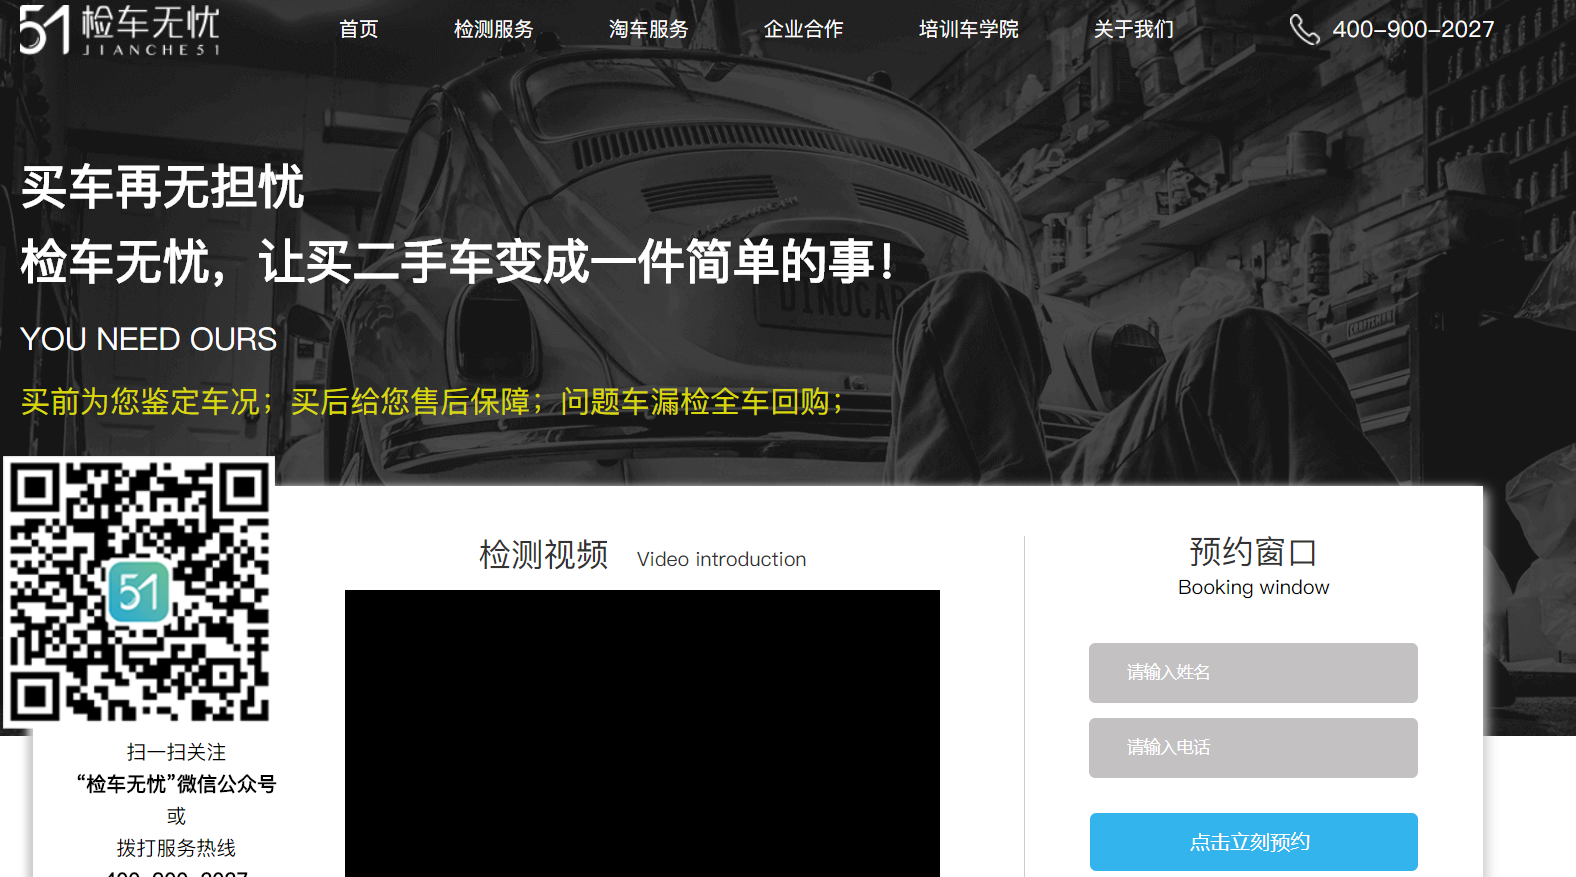 51 检车无忧
JIANCHE51
首页
检测服务
淘车服务
企业合作
培训车学院
关于我们
400-900-2027
买车再无担忧
检车无忧，让买二手车变成一件简单的事！
YOU NEED OURS
买前为您鉴定车况；买后给您售后保障；问题车漏检全车回购；
DINOCAR
CRAFTSMAN
51
扫一扫关注
“检车无忧”微信公众号
或
拨打服务热线
400-900-2027
检测视频 Video introduction
预约窗口
Booking window
请输入姓名
请输入电话
点击立刻预约